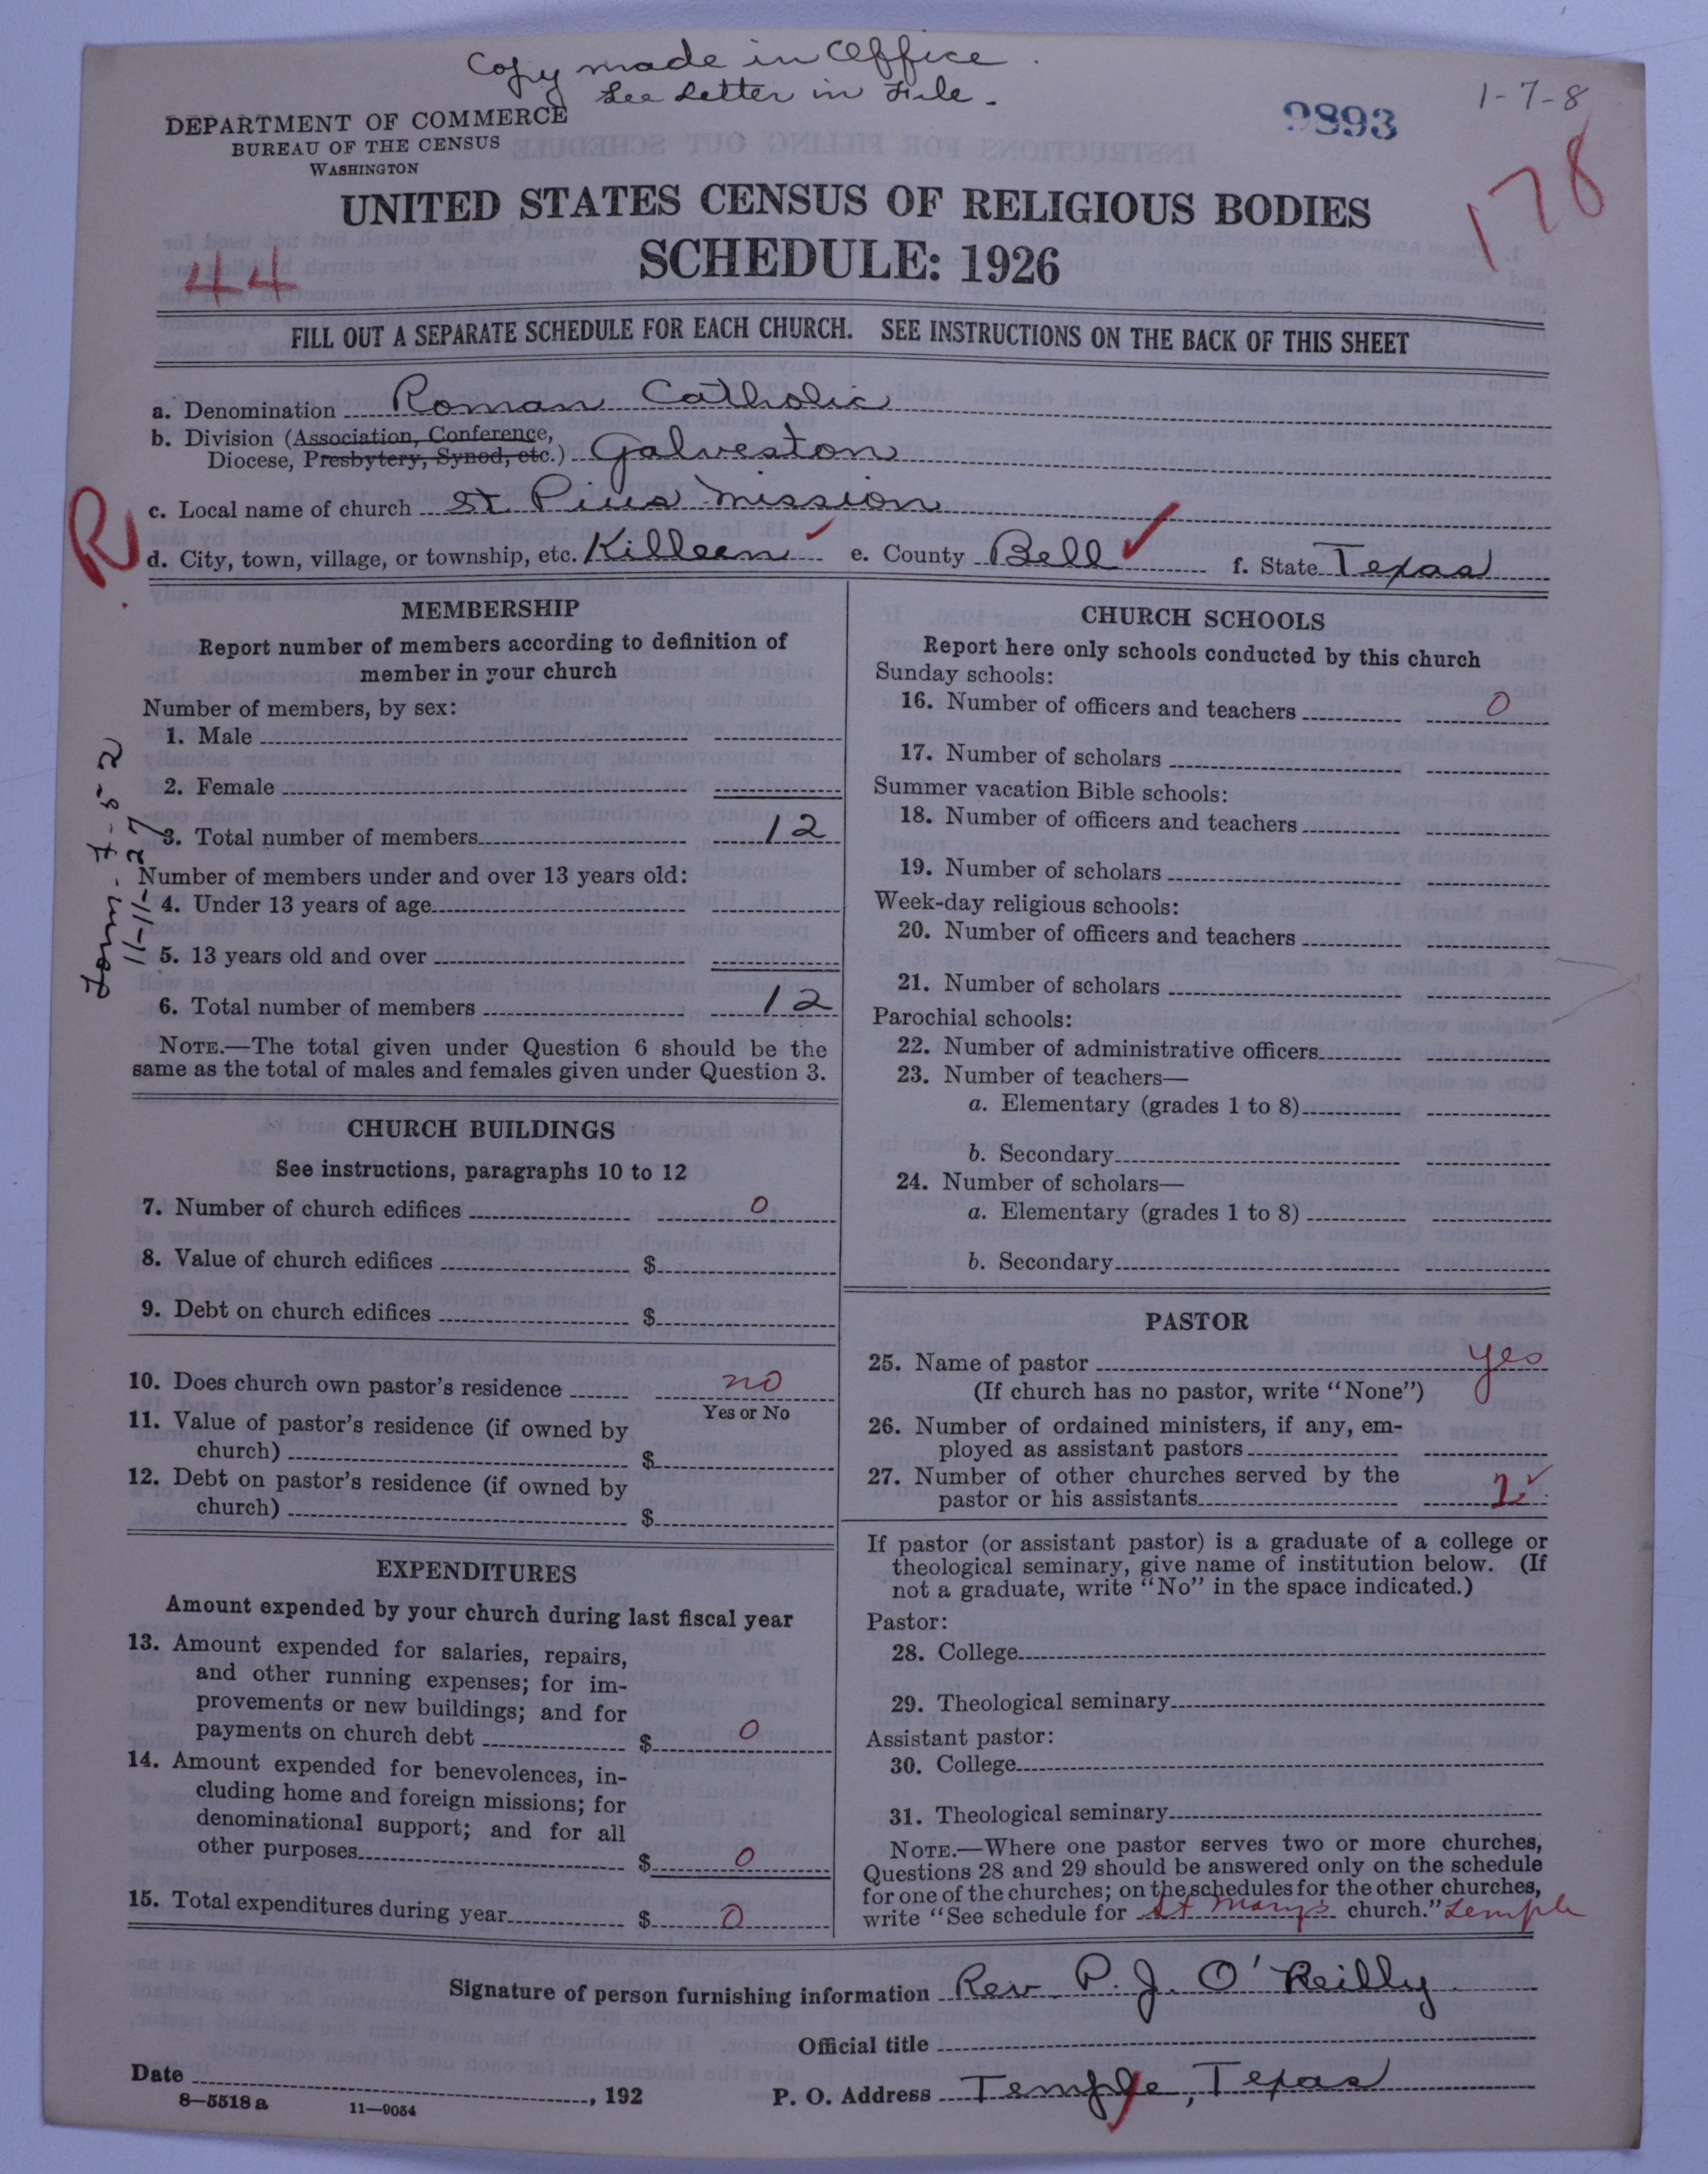 Copy made in Office.
See Letter in File.
1-7-8
9893
178
DEPARTMENT OF COMMERCE
BUREAU OF THE CENSUS
WASHINGTON
UNITED STATES CENSUS OF RELIGIOUS BODIES
SCHEDULE: 1926
44
FILL OUT A SEPARATE SCHEDULE FOR EACH CHURCH. SEE INSTRUCTIONS ON THE BACK OF THIS SHEET
a. Denomination Roman Catholic
b. Division (Association, Conference,
Diocese, Presbytery, Synod, etc.) Galveston
c. Local name of church St. Pius Mission
R
d. City, town, village, or township, etc. Killeen e. County Bell f. State Texas
MEMBERSHIP
Report number of members according to definition of
member in your church
Number of members, by sex:
1. Male
2. Female
3. Total number of members 12
Number of members under and over 13 years old:
4. Under 13 years of age
5. 13 years old and over
6. Total number of members 12
NOTE.—The total given under Question 6 should be the
same as the total of males and females given under Question 3.
Form-7-52
11-11-27
CHURCH BUILDINGS
See instructions, paragraphs 10 to 12
7. Number of church edifices 0
8. Value of church edifices $
9. Debt on church edifices $
10. Does church own pastor's residence no
Yes or No
11. Value of pastor's residence (if owned by
church) $
12. Debt on pastor's residence (if owned by
church) $
EXPENDITURES
Amount expended by your church during last fiscal year
13. Amount expended for salaries, repairs,
and other running expenses; for im-
provements or new buildings; and for
payments on church debt $ 0
14. Amount expended for benevolences, in-
cluding home and foreign missions; for
denominational support; and for all
other purposes $ 0
15. Total expenditures during year $ 0
CHURCH SCHOOLS
Report here only schools conducted by this church
Sunday schools:
16. Number of officers and teachers 0
17. Number of scholars
Summer vacation Bible schools:
18. Number of officers and teachers
19. Number of scholars
Week-day religious schools:
20. Number of officers and teachers
21. Number of scholars
Parochial schools:
22. Number of administrative officers
23. Number of teachers—
a. Elementary (grades 1 to 8)
b. Secondary
24. Number of scholars—
a. Elementary (grades 1 to 8)
b. Secondary
PASTOR
25. Name of pastor yes
(If church has no pastor, write "None")
26. Number of ordained ministers, if any, em-
ployed as assistant pastors
27. Number of other churches served by the
pastor or his assistants 2
If pastor (or assistant pastor) is a graduate of a college or
theological seminary, give name of institution below. (If
not a graduate, write "No" in the space indicated.)
Pastor:
28. College
29. Theological seminary
Assistant pastor:
30. College
31. Theological seminary
NOTE.—Where one pastor serves two or more churches,
Questions 28 and 29 should be answered only on the schedule
for one of the churches; on the schedules for the other churches,
write "See schedule for St Mary's church." Temple
Signature of person furnishing information Rev. P. J. O'Reilly.
Official title
Date , 192
P. O. Address Temple, Texas
8—5518 a 11—9054